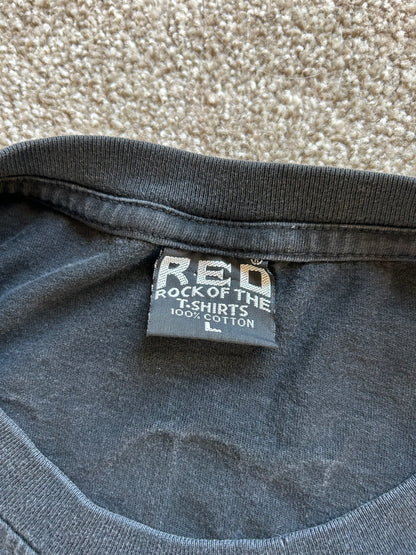 RED®
ROCK OF THE
T-SHIRTS
100% COTTON
L